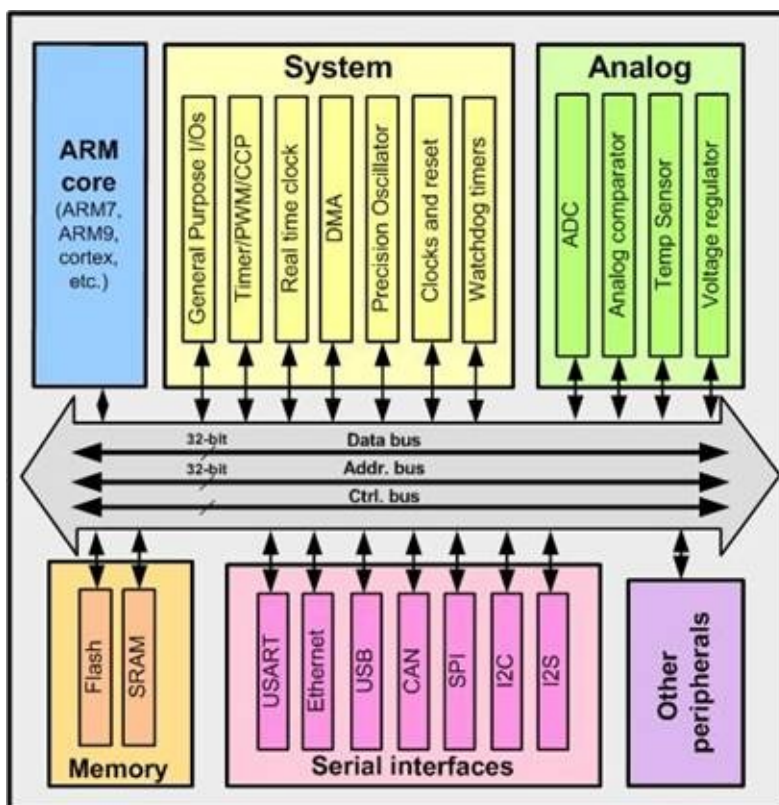 ARM
core
(ARM7,
ARM9,
cortex,
etc.)
System
General Purpose I/Os
Timer/PWM/CCP
Real time clock
DMA
Precision Oscillator
Clocks and reset
Watchdog timers
Analog
ADC
Analog comparator
Temp Sensor
Voltage regulator
32-bit Data bus
32-bit Addr. bus
Ctrl. bus
Flash
SRAM
Memory
USART
Ethernet
USB
CAN
SPI
I2C
I2S
Serial interfaces
Other
peripherals